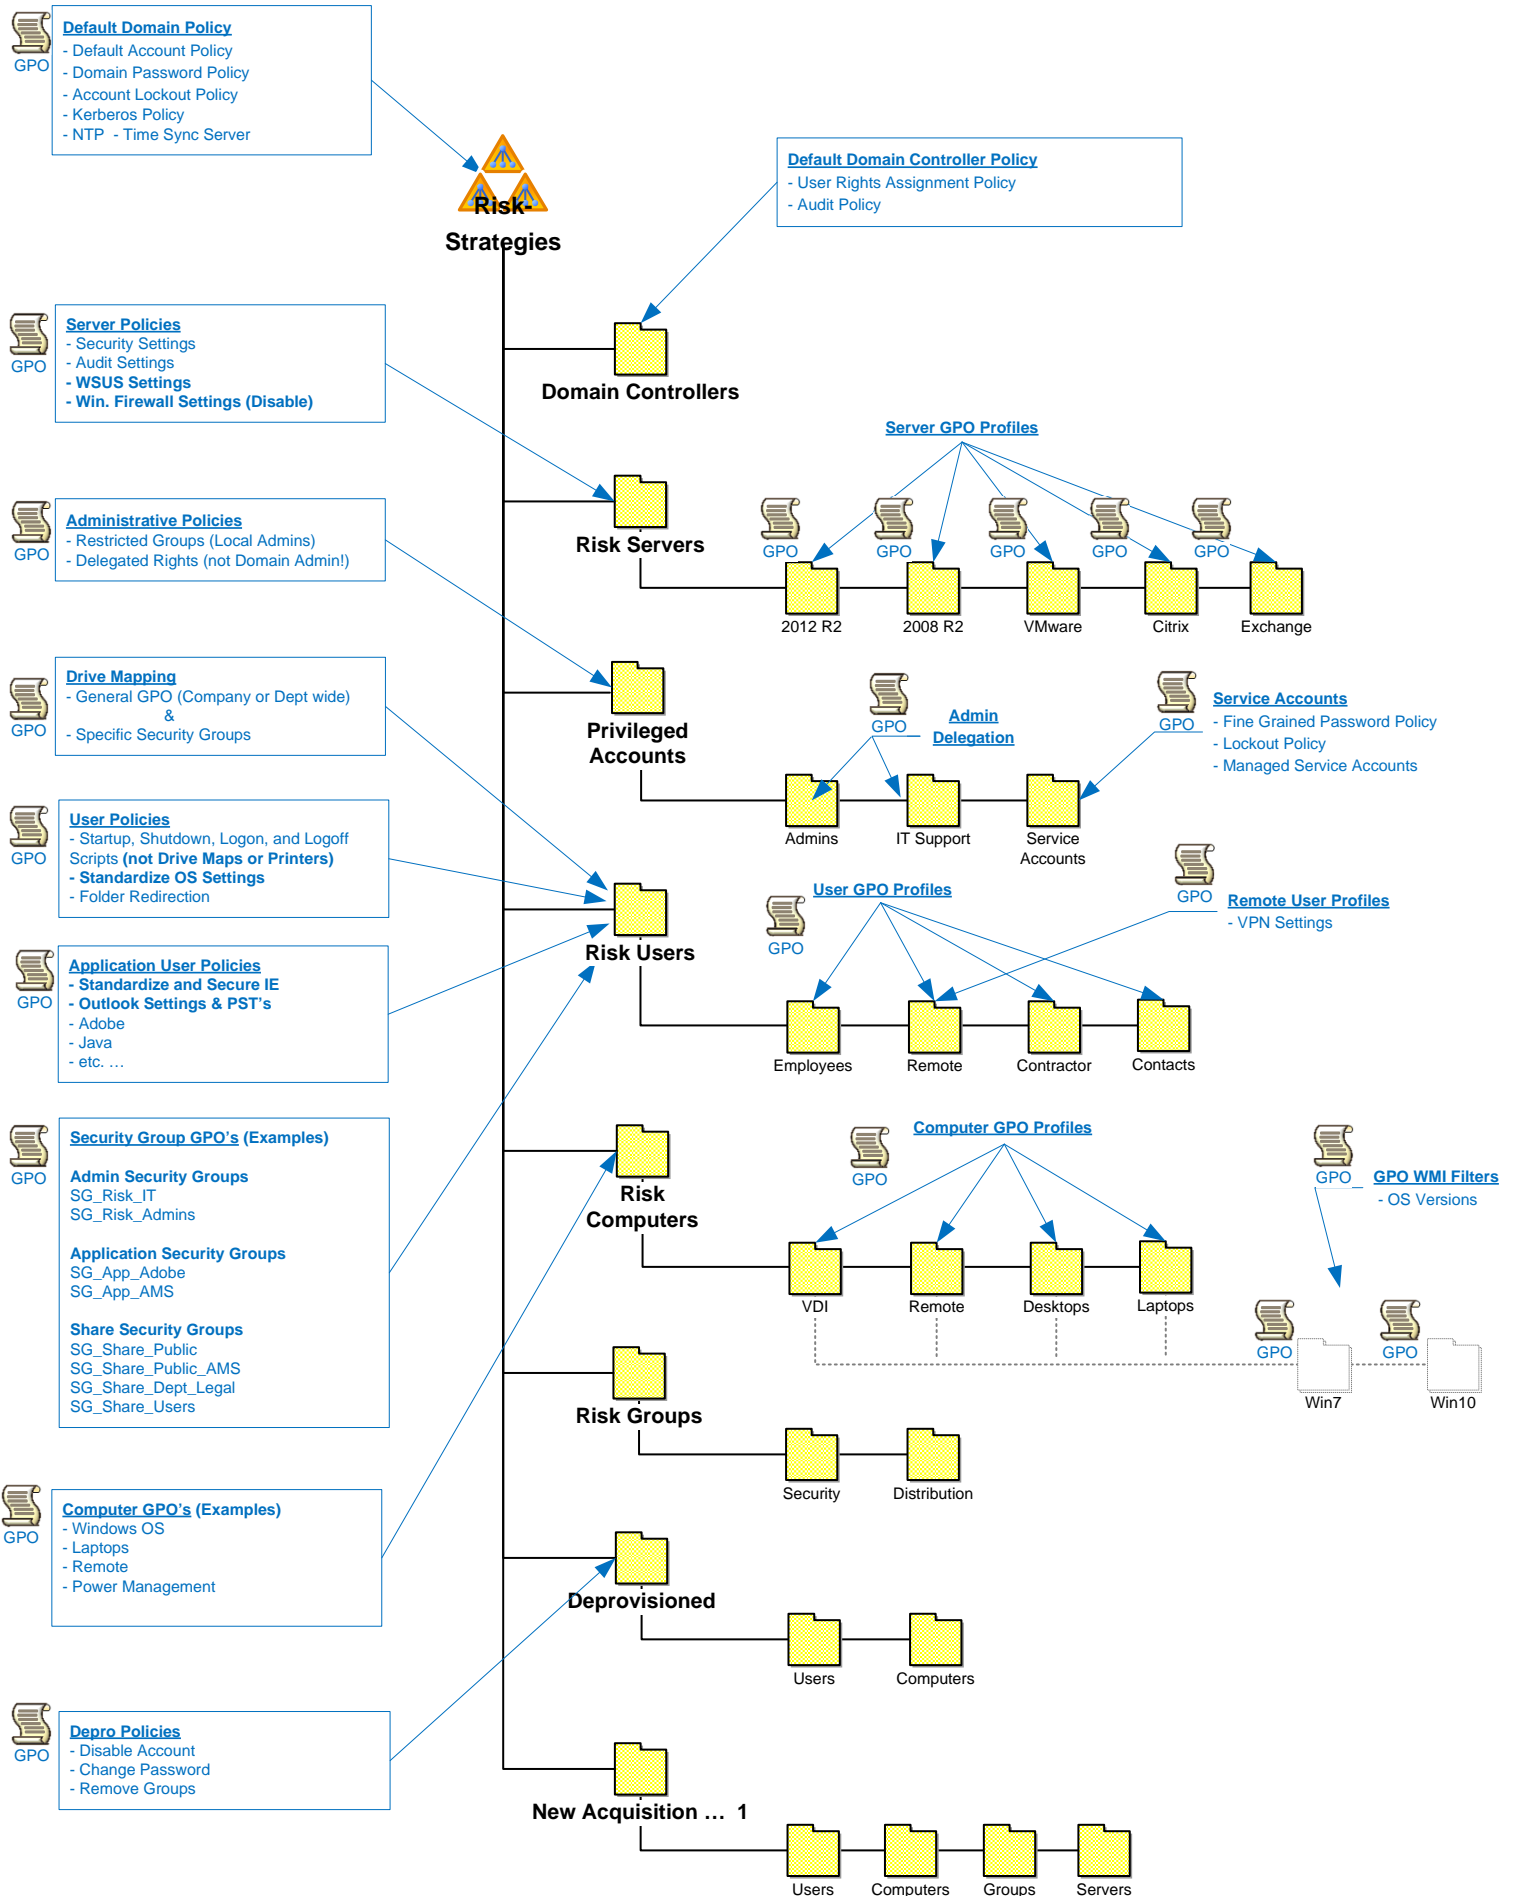 GPO
Default Domain Policy
- Default Account Policy
- Domain Password Policy
- Account Lockout Policy
- Kerberos Policy
- NTP - Time Sync Server
Risk-
Strategies
Default Domain Controller Policy
- User Rights Assignment Policy
- Audit Policy
GPO
Server Policies
- Security Settings
- Audit Settings
- WSUS Settings
- Win. Firewall Settings (Disable)
Domain Controllers
Server GPO Profiles
GPO
Administrative Policies
- Restricted Groups (Local Admins)
- Delegated Rights (not Domain Admin!)
Risk Servers
GPO
GPO
GPO
GPO
GPO
2012 R2
2008 R2
VMware
Citrix
Exchange
GPO
Drive Mapping
- General GPO (Company or Dept wide)
&
- Specific Security Groups
Privileged
Accounts
GPO
Admin
Delegation
GPO
Service Accounts
- Fine Grained Password Policy
- Lockout Policy
- Managed Service Accounts
Admins
IT Support
Service
Accounts
GPO
User Policies
- Startup, Shutdown, Logon, and Logoff
Scripts (not Drive Maps or Printers)
- Standardize OS Settings
- Folder Redirection
Risk Users
User GPO Profiles
GPO
GPO
Remote User Profiles
- VPN Settings
Employees
Remote
Contractor
Contacts
GPO
Application User Policies
- Standardize and Secure IE
- Outlook Settings & PST's
- Adobe
- Java
- etc. …
GPO
Security Group GPO's (Examples)
Admin Security Groups
SG_Risk_IT
SG_Risk_Admins
Application Security Groups
SG_App_Adobe
SG_App_AMS
Share Security Groups
SG_Share_Public
SG_Share_Public_AMS
SG_Share_Dept_Legal
SG_Share_Users
Risk
Computers
Computer GPO Profiles
GPO
GPO
GPO WMI Filters
- OS Versions
VDI
Remote
Desktops
Laptops
GPO
GPO
Win7
Win10
Risk Groups
Security
Distribution
GPO
Computer GPO's (Examples)
- Windows OS
- Laptops
- Remote
- Power Management
Deprovisioned
Users
Computers
GPO
Depro Policies
- Disable Account
- Change Password
- Remove Groups
New Acquisition … 1
Users
Computers
Groups
Servers